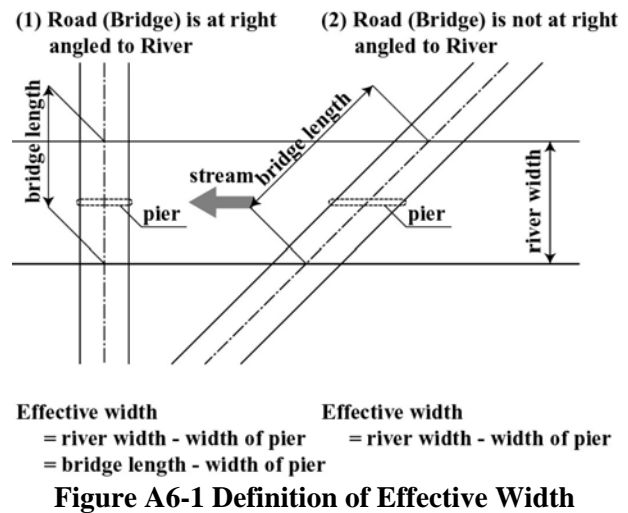 (1) Road (Bridge) is at right
angled to River
(2) Road (Bridge) is not at right
angled to River
bridge length
stream
pier
bridge length
pier
river width
Effective width
= river width - width of pier
= bridge length - width of pier
Effective width
= river width - width of pier
Figure A6-1 Definition of Effective Width